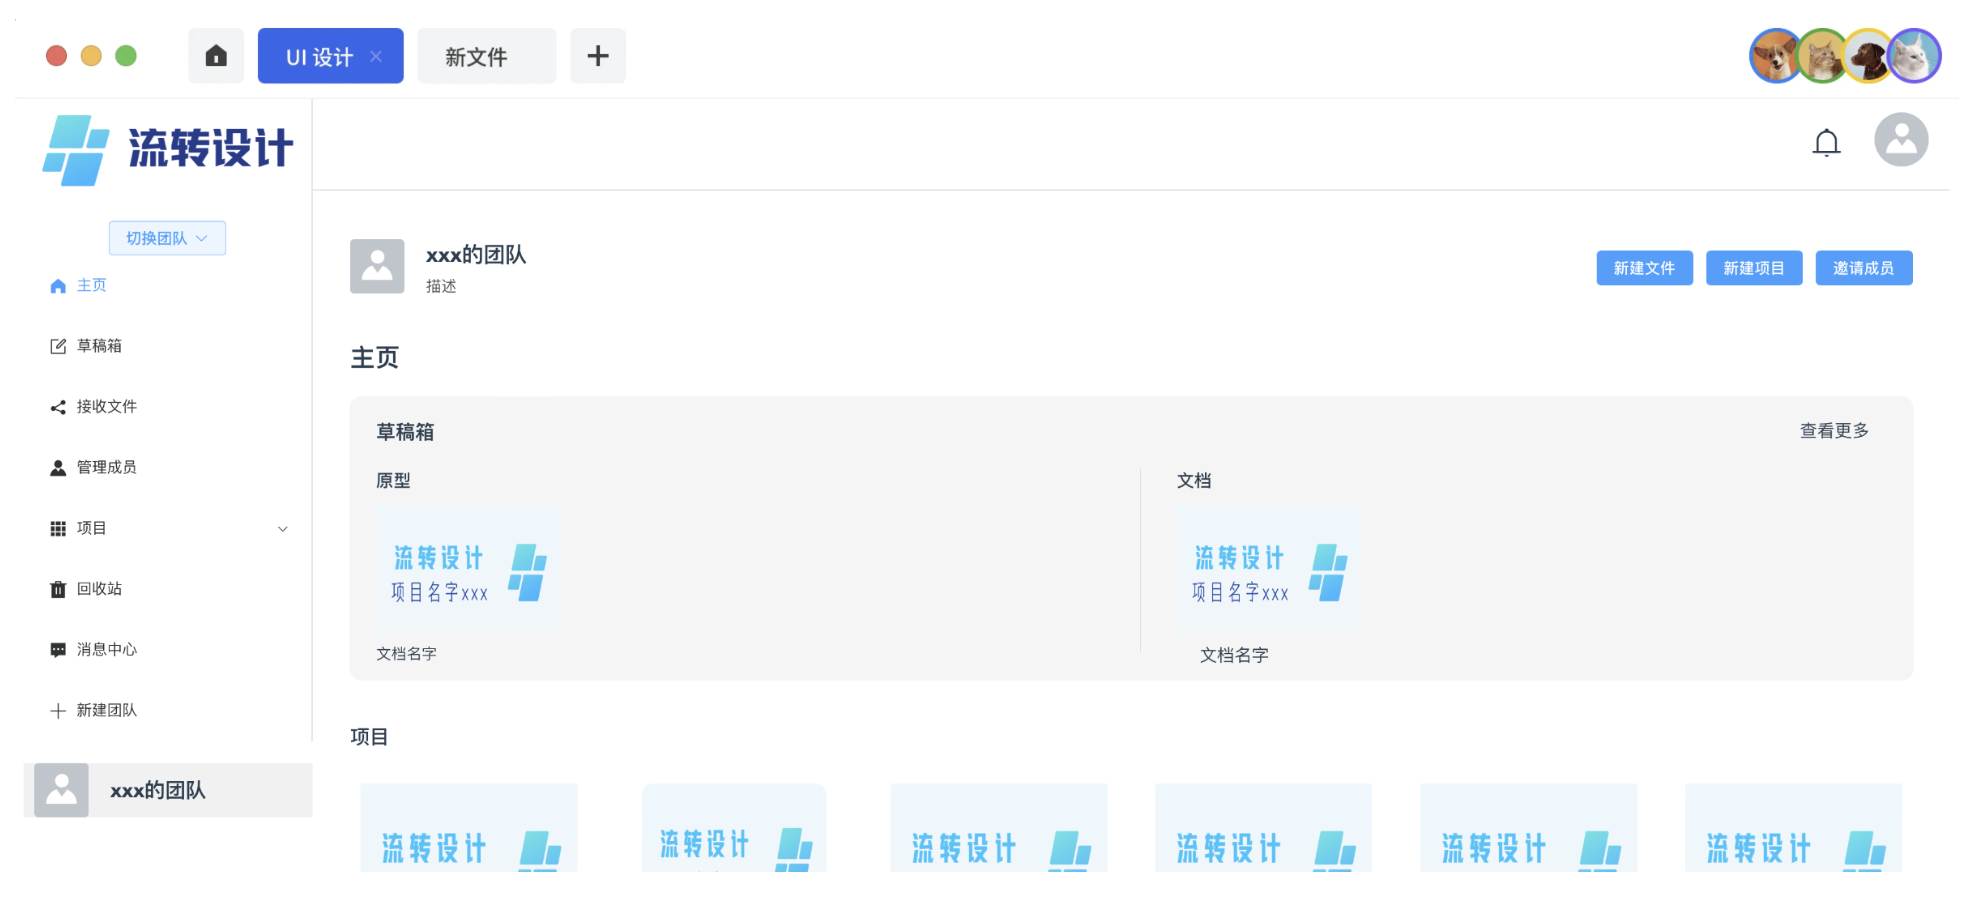 UI 设计
新文件
流转设计
切换团队
主页
草稿箱
接收文件
管理成员
项目
回收站
消息中心
新建团队
xxx的团队
xxx的团队
描述
新建文件
新建项目
邀请成员
主页
草稿箱
查看更多
原型
流转设计
项目名字xxx
文档名字
文档
流转设计
项目名字xxx
文档名字
项目
流转设计
流转设计
流转设计
流转设计
流转设计
流转设计